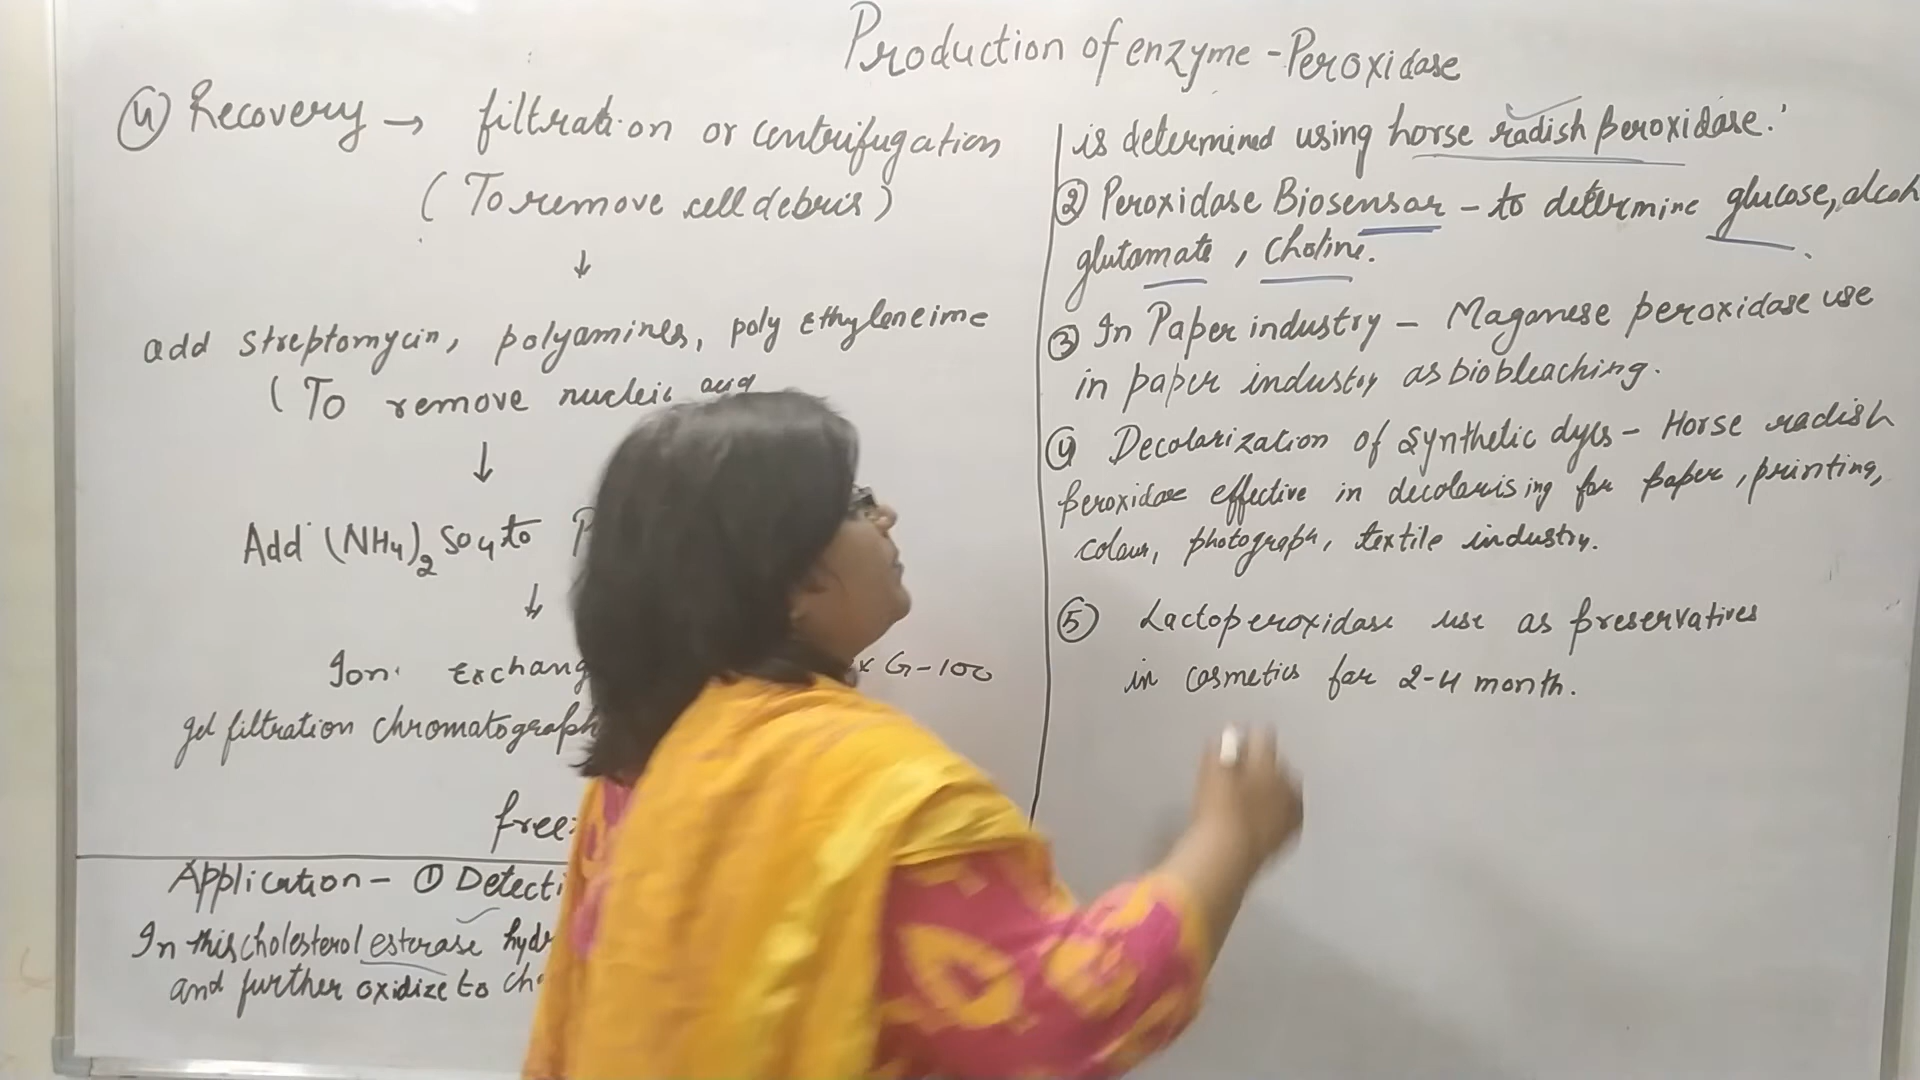 Production of enzyme - Peroxidase
④ Recovery → filtration or centrifugation
(To remove cell debris)
↓
add streptomycin, polyamines, poly Ethyleneime
(To remove nucleic acid
↓
Add (NH4)2 SO4 to
↓
Ion exchang G-100
gel filtration chromatograph
Application - ① Detecti
In this cholesterol esterase hydr
and further oxidize to ch
is determined using horse radish peroxidase.
② Peroxidase Biosensar - to determine glucose, alcoh
glutamate, choline.
③ In Paper industry - Maganese peroxidase use
in paper industry as biobleaching.
④ Decolarization of synthetic dyes - Horse radish
peroxidase effective in decolarising for paper, printing,
colour, photograph, textile industry.
⑤ Lactoperoxidase use as preservatives
in cosmetics for 2-4 month.